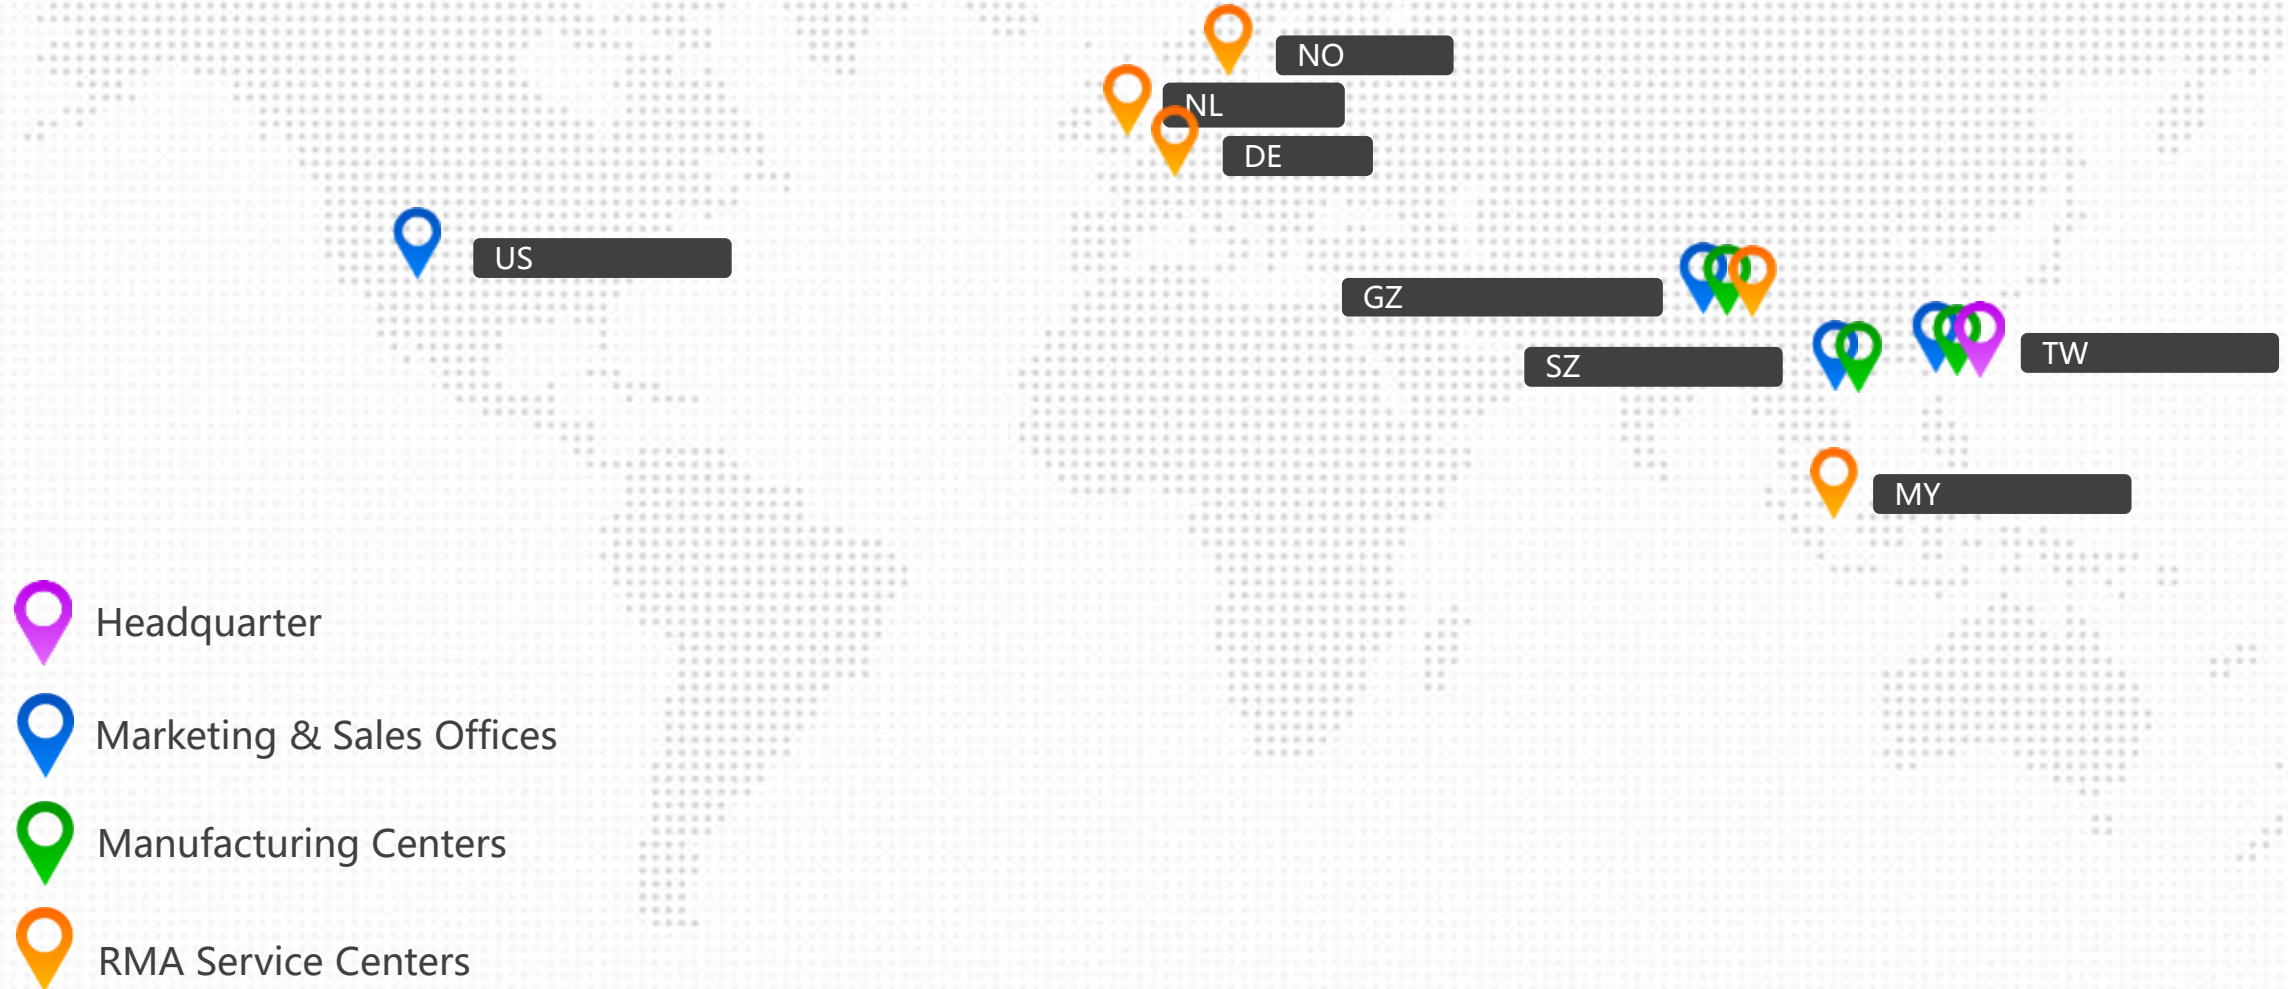 NO
NL
DE
US
GZ
TW
SZ
MY
Headquarter
Marketing & Sales Offices
Manufacturing Centers
RMA Service Centers